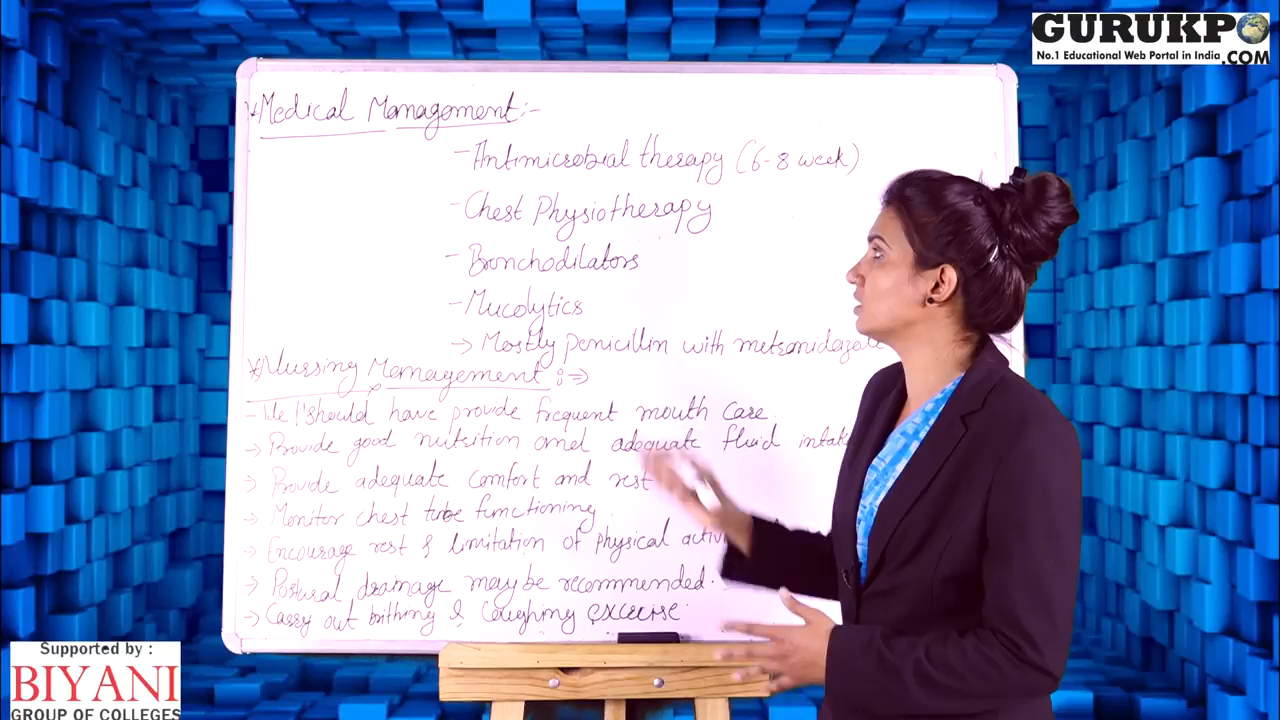 GURUKPO
No.1 Educational Web Portal in India
.COM
Medical Management :-
- Antimicrobial therapy (6-8 week)
- Chest Physiotherapy
- Bronchodilators
- Mucolytics
→ Mostly penicillin with
Nursing Management :→
- We should have provide frequent mouth care.
→ Provide good nutrition and adequate fluid
→ Provide adequate comfort and rest
→ Monitor chest tube functioning.
→ Encourage rest & limitation of physical
→ Postural drainage may be recommended.
→ Carry out & Coughing
Supported by :
BIYANI
GROUP OF COLLEGES